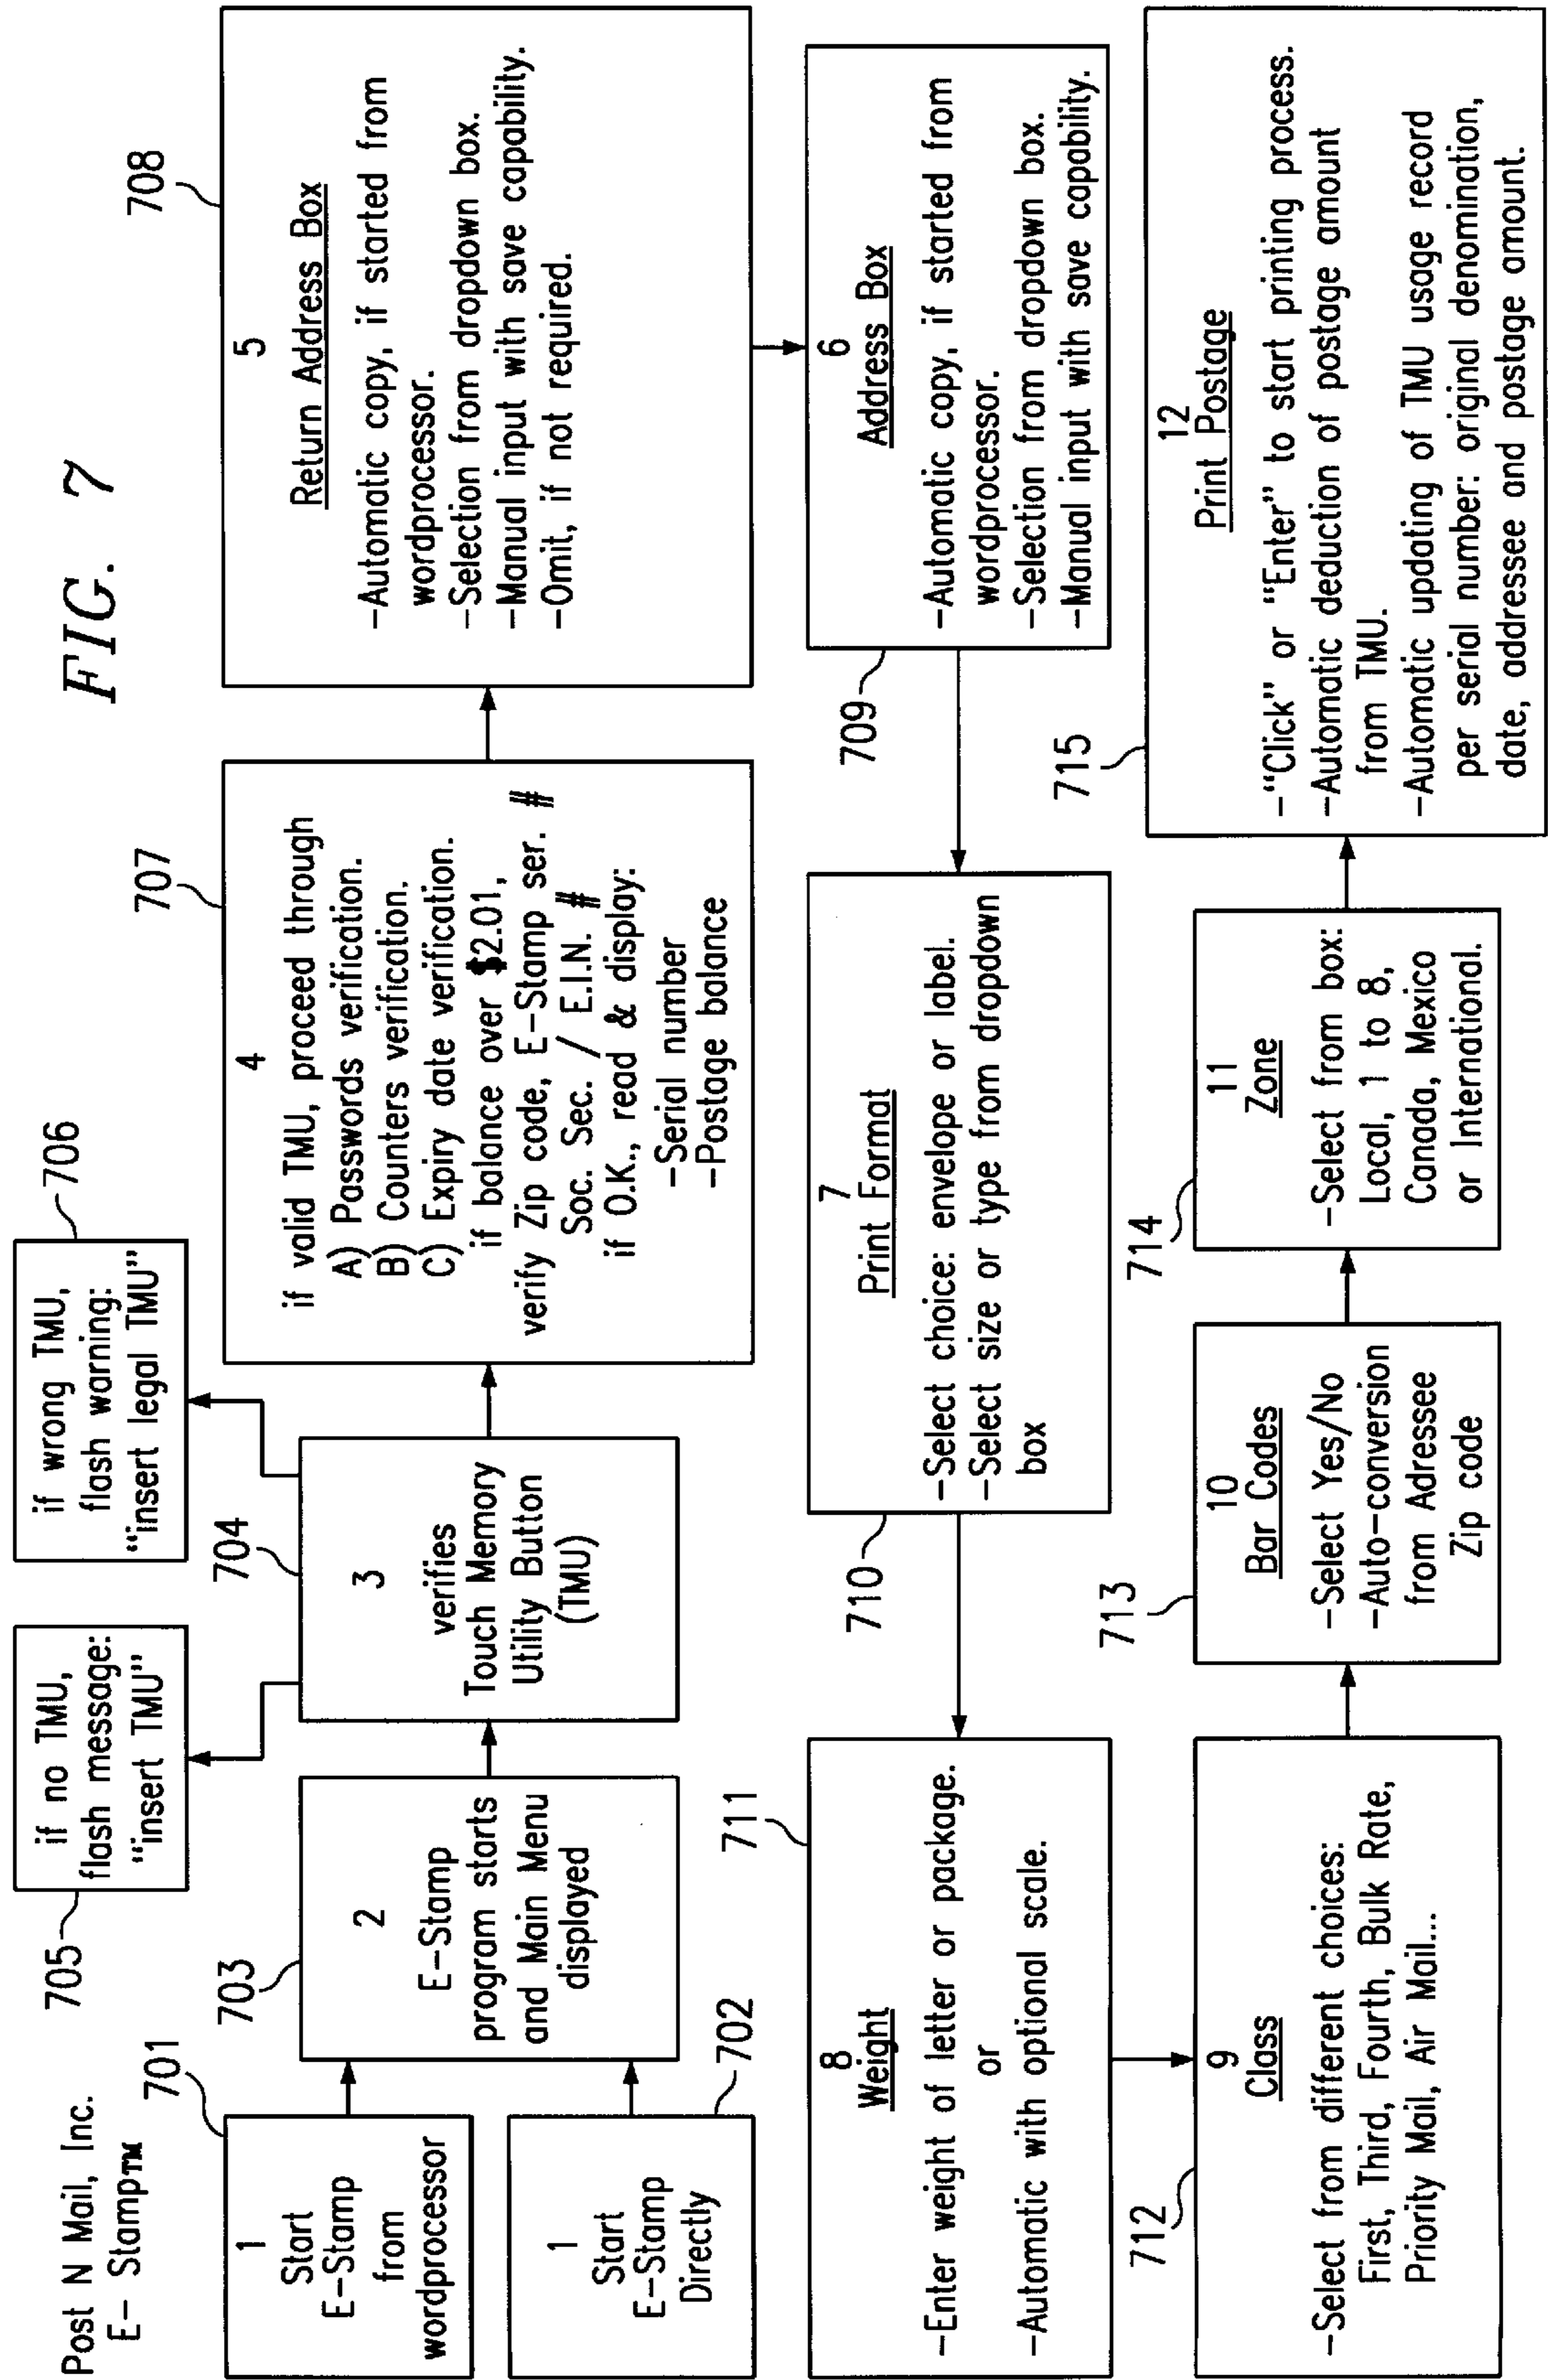 FIG. 7
Post N Mail, Inc.
E- Stamp™
701
1
Start
E-Stamp
from
wordprocessor
1
Start
E-Stamp
Directly
702
703
2
E-Stamp
program starts
and Main Menu
displayed
705
if no TMU,
flash message:
"insert TMU"
704
3
verifies
Touch Memory
Utility Button
(TMU)
706
if wrong TMU,
flash warning:
"insert legal TMU"
707
4
if valid TMU, proceed through
A) Passwords verification.
B) Counters verification.
C) Expiry date verification.
if balance over $2.01,
verify Zip code, E-Stamp ser. #
Soc. Sec. / E.I.N. #
if O.K., read & display:
-Serial number
-Postage balance
708
5
Return Address Box
-Automatic copy, if started from
wordprocessor.
-Selection from dropdown box.
-Manual input with save capability.
-Omit, if not required.
709
6
Address Box
-Automatic copy, if started from
wordprocessor.
-Selection from dropdown box.
-Manual input with save capability.
710
7
Print Format
-Select choice: envelope or label.
-Select size or type from dropdown
box
711
8
Weight
-Enter weight of letter or package.
or
-Automatic with optional scale.
712
9
Class
-Select from different choices:
First, Third, Fourth, Bulk Rate,
Priority Mail, Air Mail...
713
10
Bar Codes
-Select Yes/No
-Auto-conversion
from Adressee
Zip code
714
11
Zone
-Select from box:
Local, 1 to 8,
Canada, Mexico
or International.
715
12
Print Postage
-"Click" or "Enter" to start printing process.
-Automatic deduction of postage amount
from TMU.
-Automatic updating of TMU usage record
per serial number: original denomination,
date, addressee and postage amount.